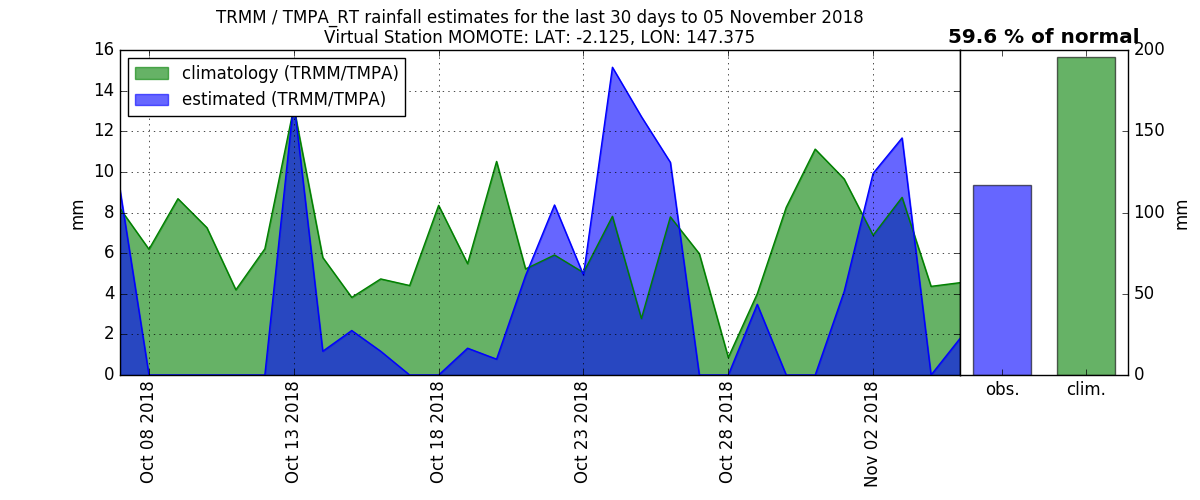 TRMM / TMPA_RT rainfall estimates for the last 30 days to 05 November 2018
Virtual Station MOMOTE: LAT: -2.125, LON: 147.375
59.6 % of normal
climatology (TRMM/TMPA)
estimated (TRMM/TMPA)
16
14
12
10
8
6
4
2
0
mm
Oct 08 2018
Oct 13 2018
Oct 18 2018
Oct 23 2018
Oct 28 2018
Nov 02 2018
200
150
100
50
0
mm
obs.
clim.